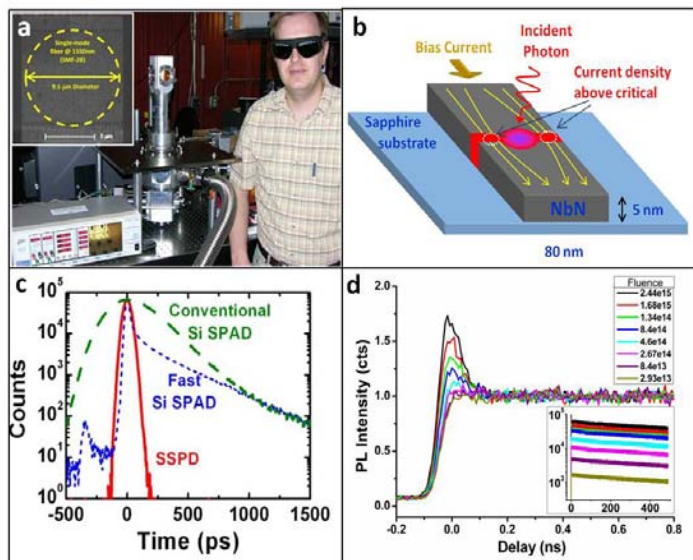 a
Single-mode
fiber @ 1550nm
(SMF-28)
9.5 µm Diameter
3 µm
b
Bias Current
Incident
Photon
Current density
above critical
Sapphire
substrate
NbN
5 nm
80 nm
c
Counts
10^5
10^4
10^3
10^2
10^1
10^0
Conventional
Si SPAD
Fast
Si SPAD
SSPD
-500 0 500 1000 1500
Time (ps)
d
PL Intensity (cts)
2.0
1.5
1.0
0.5
0.0
Fluence
2.44e15
1.68e15
1.34e14
8.4e14
4.6e14
2.67e14
8.4e13
2.93e13
10^5
10^4
10^3
0 200 400
-0.2 0.0 0.2 0.4 0.6 0.8
Delay (ns)